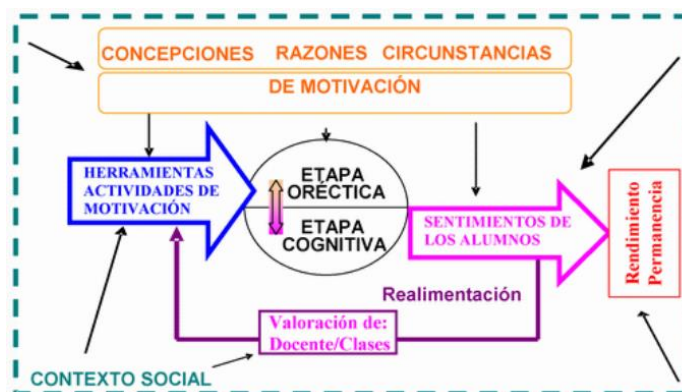 CONCEPCIONES RAZONES CIRCUNSTANCIAS
DE MOTIVACIÓN
HERRAMIENTAS
ACTIVIDADES DE
MOTIVACIÓN
ETAPA
ORÉCTICA
ETAPA
COGNITIVA
SENTIMIENTOS DE
LOS ALUMNOS
Rendimiento
Permanencia
Realimentación
Valoración de:
Docente/Clases
CONTEXTO SOCIAL